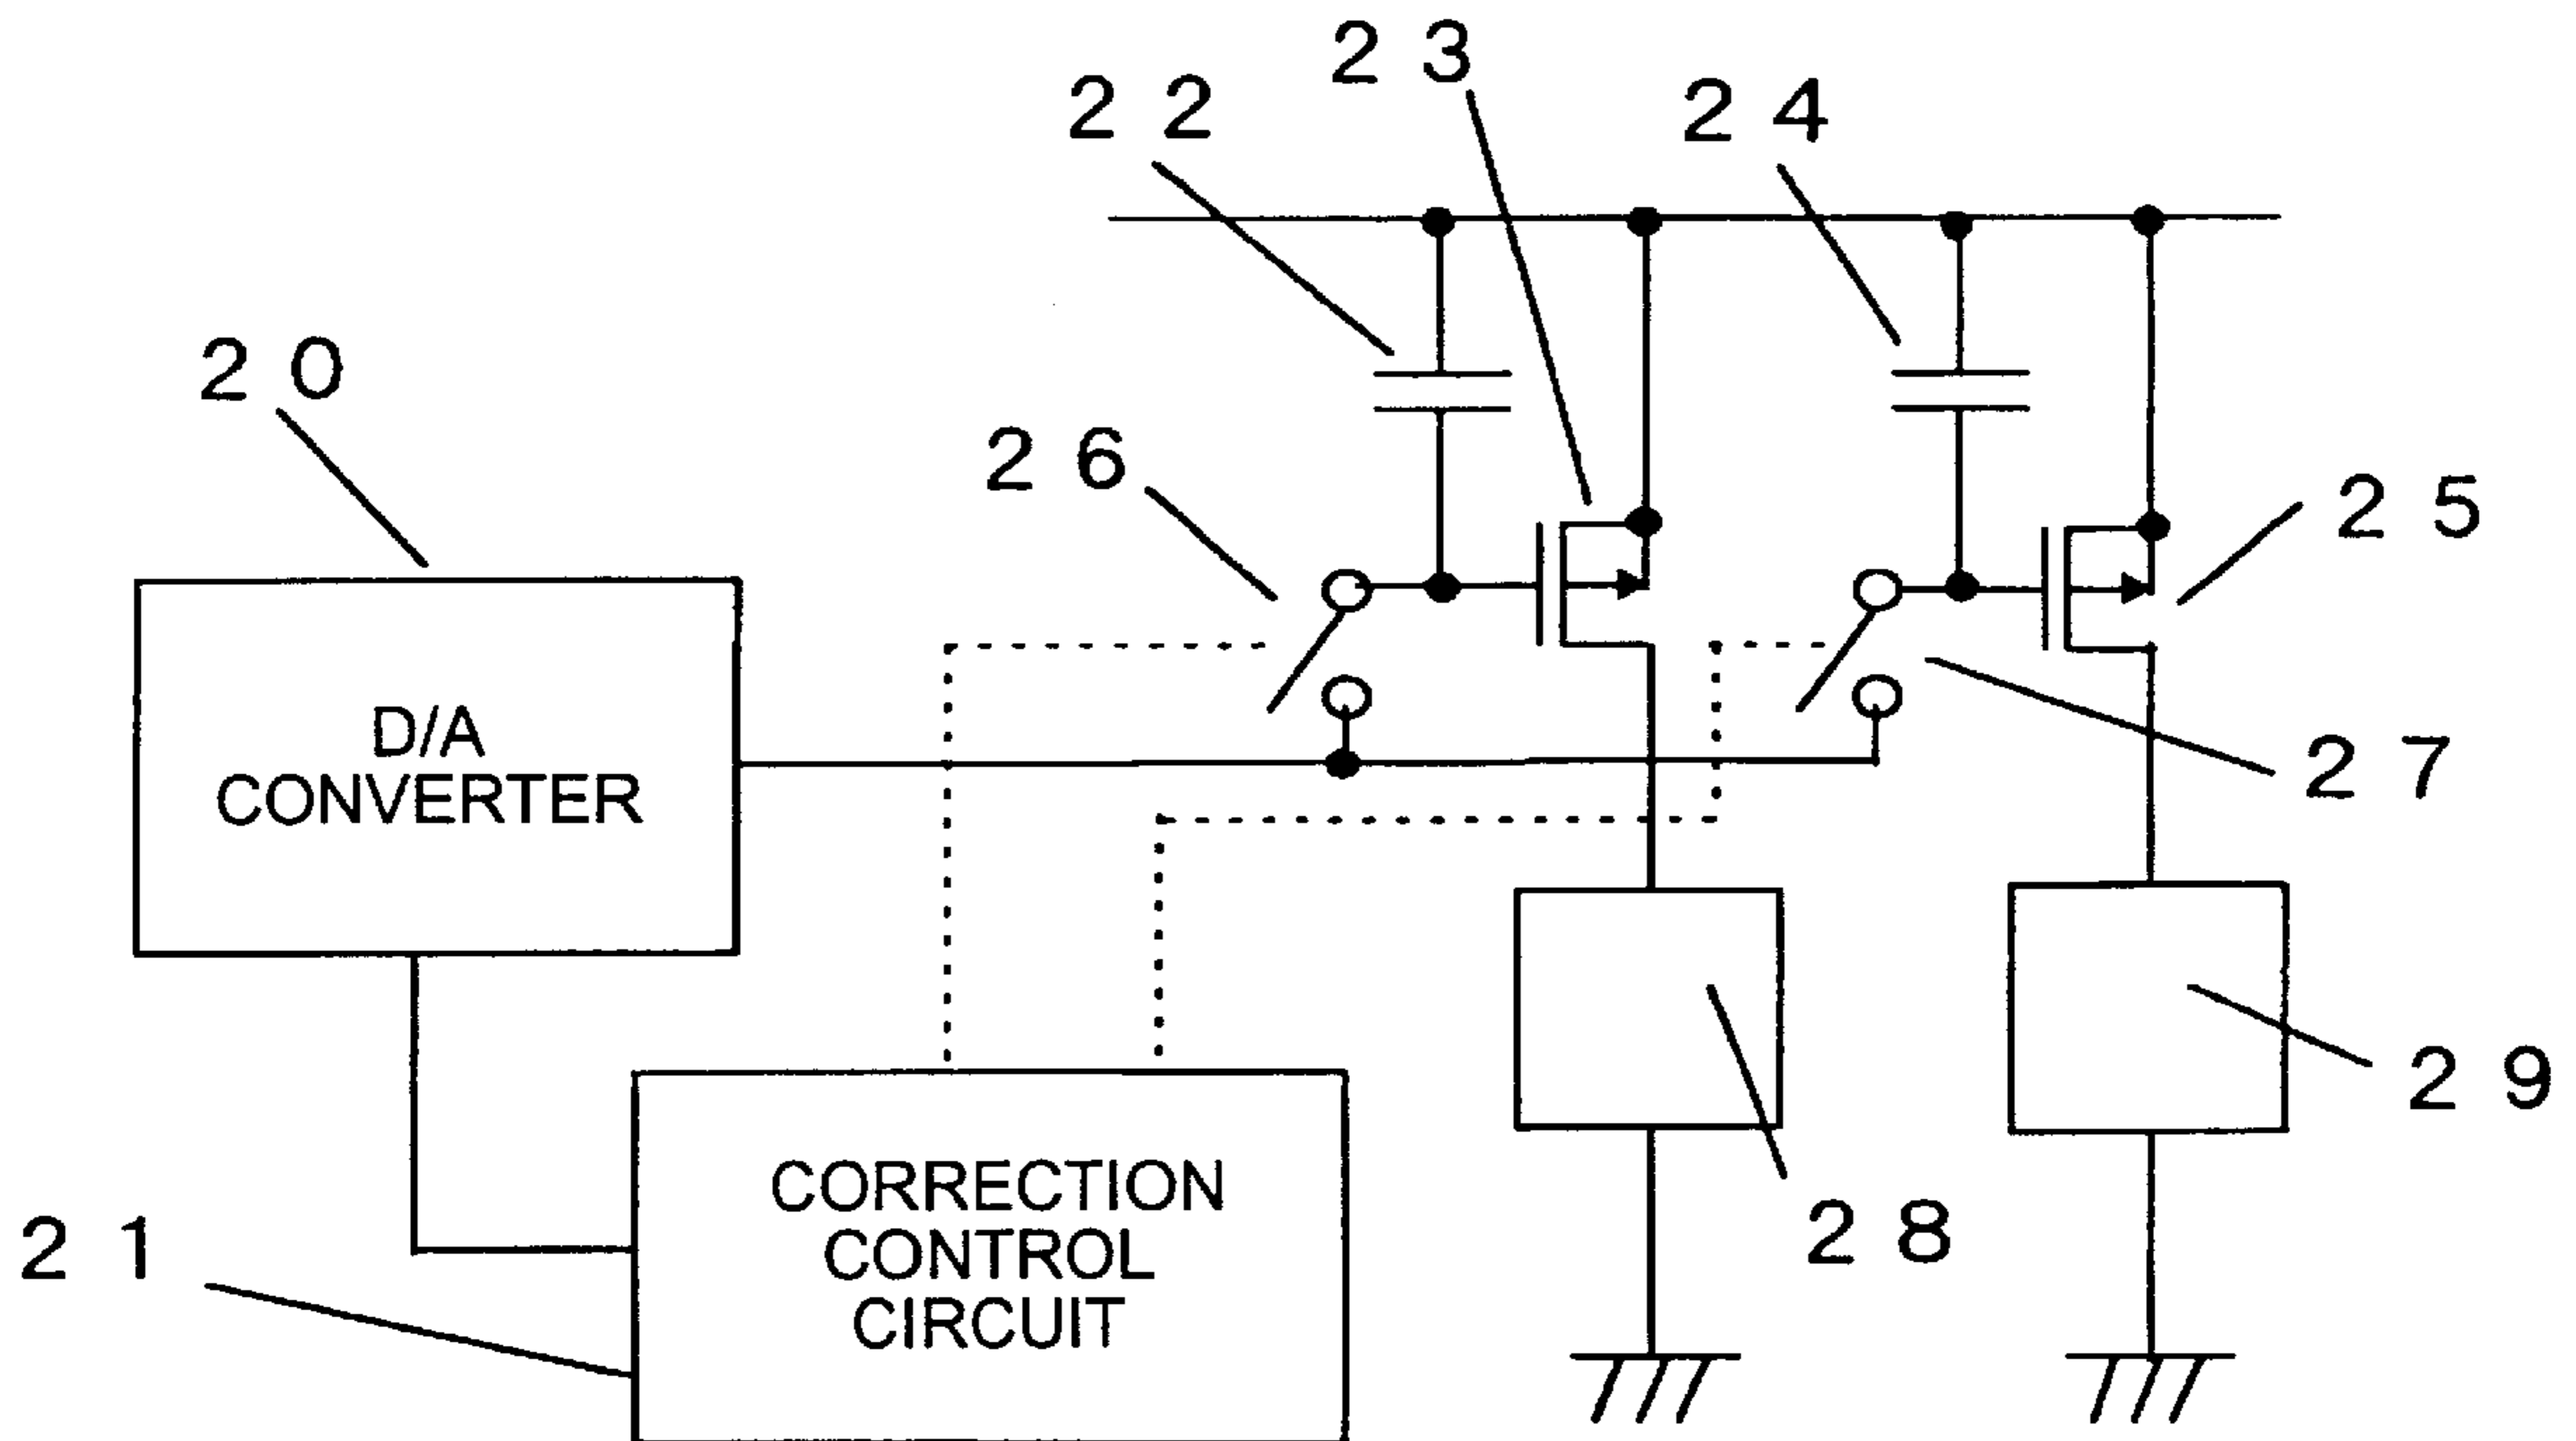 23
22
24
20
26
25
D/A
CONVERTER
27
29
CORRECTION
CONTROL
CIRCUIT
21
28